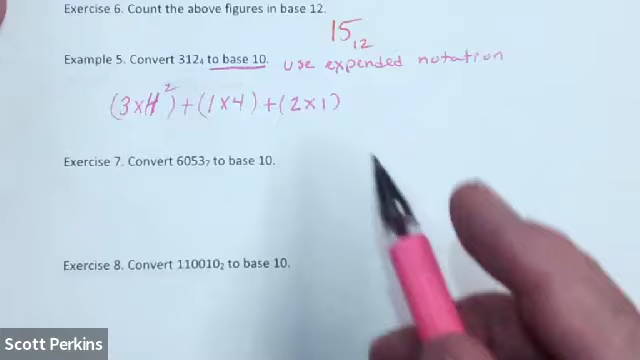 Exercise 6. Count the above figures in base 12.
15₁₂
Example 5. Convert 312₄ to base 10. use expended notation
(3×4²)+(1×4)+(2×1)
Exercise 7. Convert 6053₇ to base 10.
Exercise 8. Convert 110010₂ to base 10.
Scott Perkins